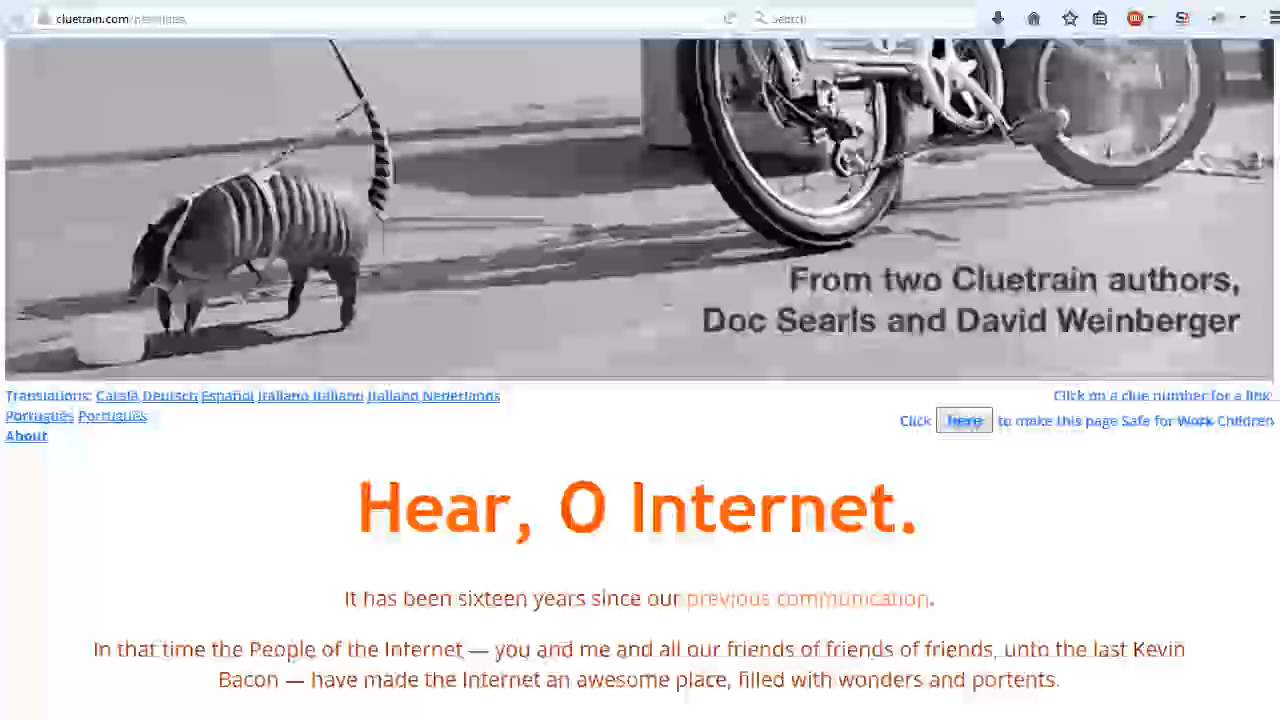 cluetrain.com/newclues
Search
From two Cluetrain authors,
Doc Searls and David Weinberger
Translations: Català Deutsch Español Italiano Italiano Italiano Nederlands
Português Português
About
Click on a clue number for a link.
Click here to make this page Safe for Work Children
Hear, O Internet.
It has been sixteen years since our previous communication.
In that time the People of the Internet — you and me and all our friends of friends of friends, unto the last Kevin
Bacon — have made the Internet an awesome place, filled with wonders and portents.